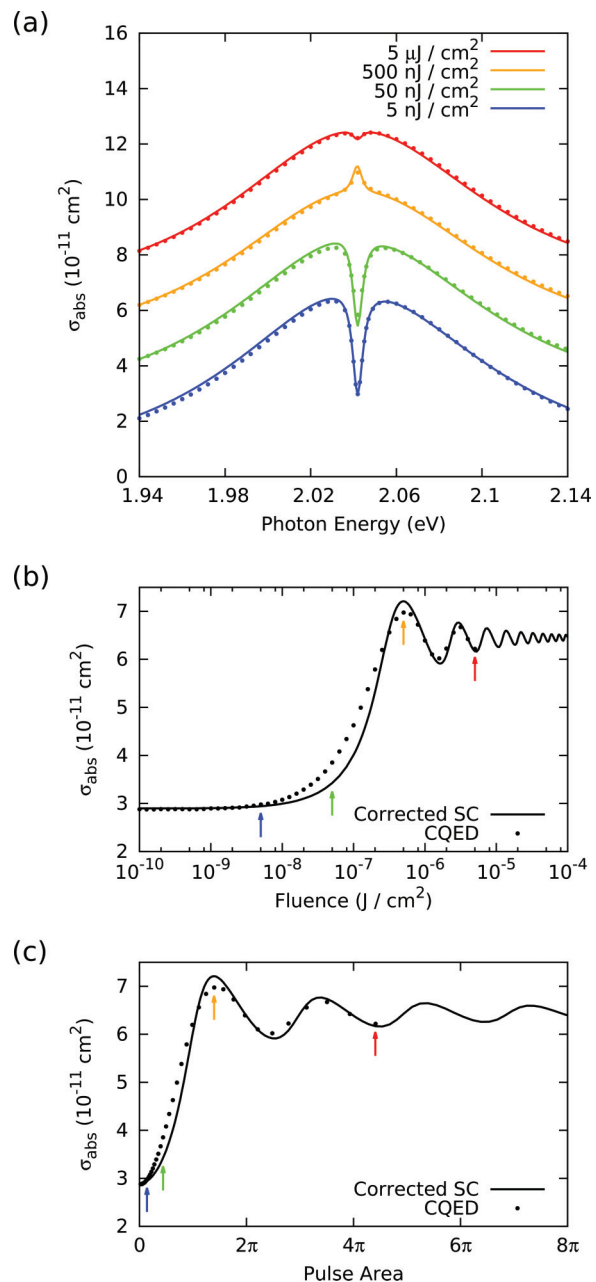 (a)
5 μJ / cm²
500 nJ / cm²
50 nJ / cm²
5 nJ / cm²
σabs (10⁻¹¹ cm²)
14
12
10
8
6
4
2
0
1.94 1.98 2.02 2.06 2.1 2.14
Photon Energy (eV)
(b)
σabs (10⁻¹¹ cm²)
7
6
5
4
3
2
Corrected SC
CQED
10⁻¹⁰ 10⁻⁹ 10⁻⁸ 10⁻⁷ 10⁻⁶ 10⁻⁵ 10⁻⁴
Fluence (J / cm²)
(c)
σabs (10⁻¹¹ cm²)
7
6
5
4
3
2
Corrected SC
CQED
0 2π 4π 6π 8π
Pulse Area